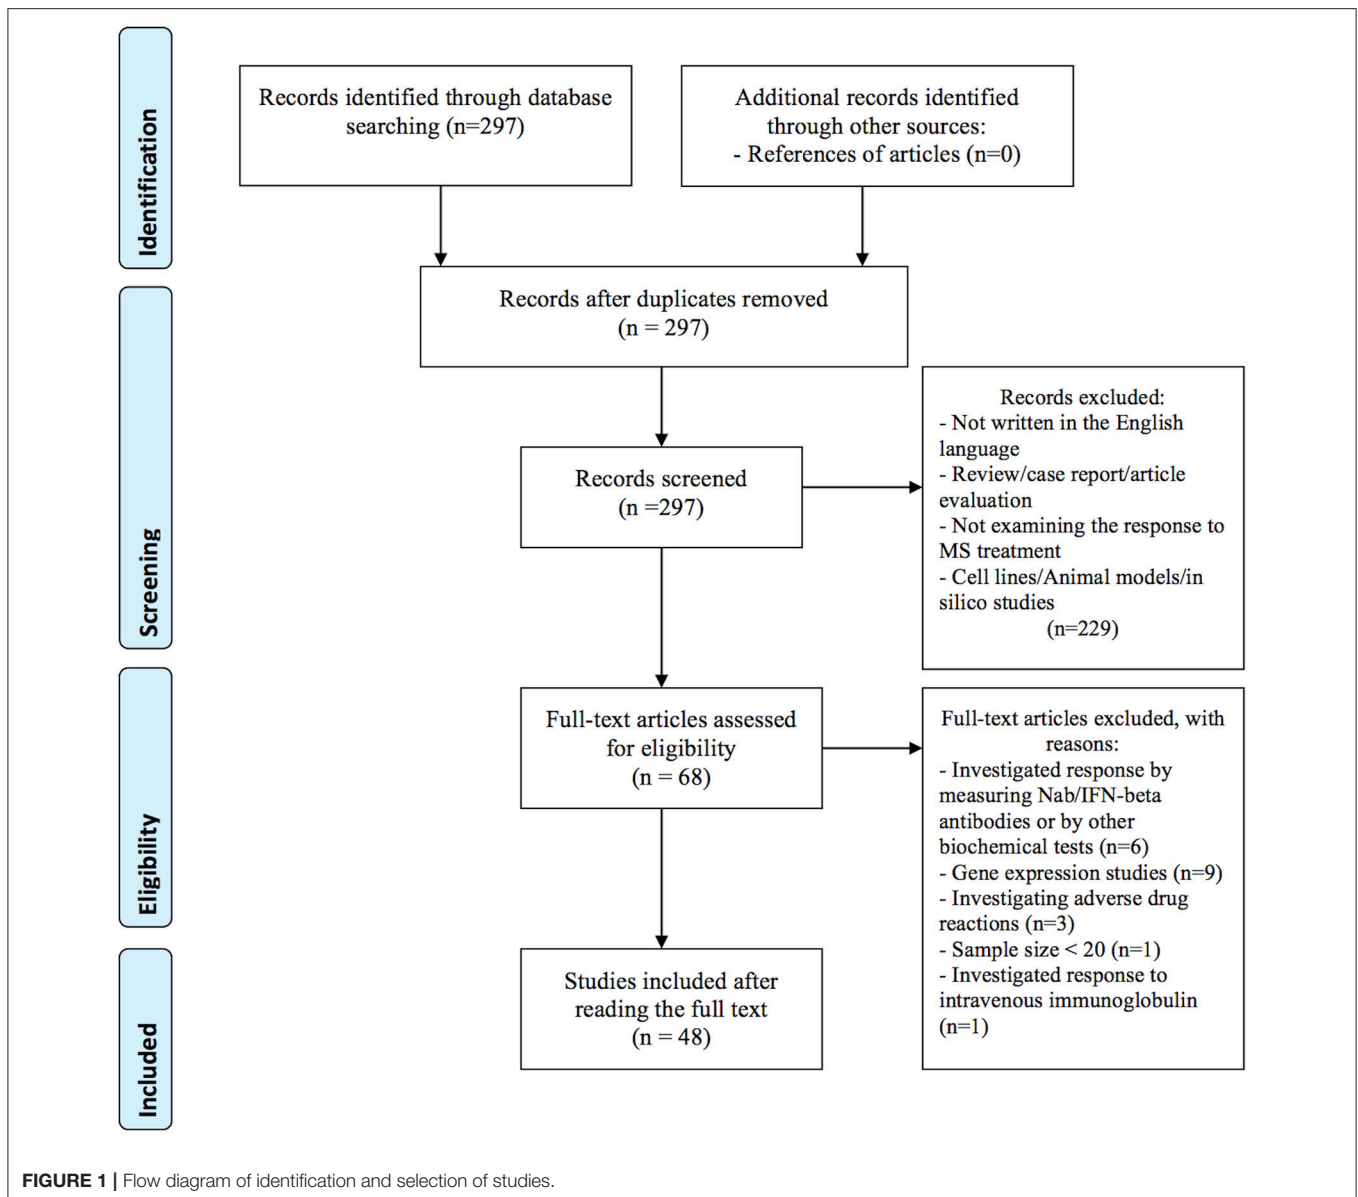 Identification
Records identified through database
searching (n=297)
Additional records identified
through other sources:
- References of articles (n=0)
Records after duplicates removed
(n = 297)
Screening
Records screened
(n =297)
Records excluded:
- Not written in the English
language
- Review/case report/article
evaluation
- Not examining the response to
MS treatment
- Cell lines/Animal models/in
silico studies
(n=229)
Eligibility
Full-text articles assessed
for eligibility
(n = 68)
Full-text articles excluded, with
reasons:
- Investigated response by
measuring Nab/IFN-beta
antibodies or by other
biochemical tests (n=6)
- Gene expression studies (n=9)
- Investigating adverse drug
reactions (n=3)
- Sample size < 20 (n=1)
- Investigated response to
intravenous immunoglobulin
(n=1)
Included
Studies included after
reading the full text
(n = 48)
FIGURE 1 | Flow diagram of identification and selection of studies.